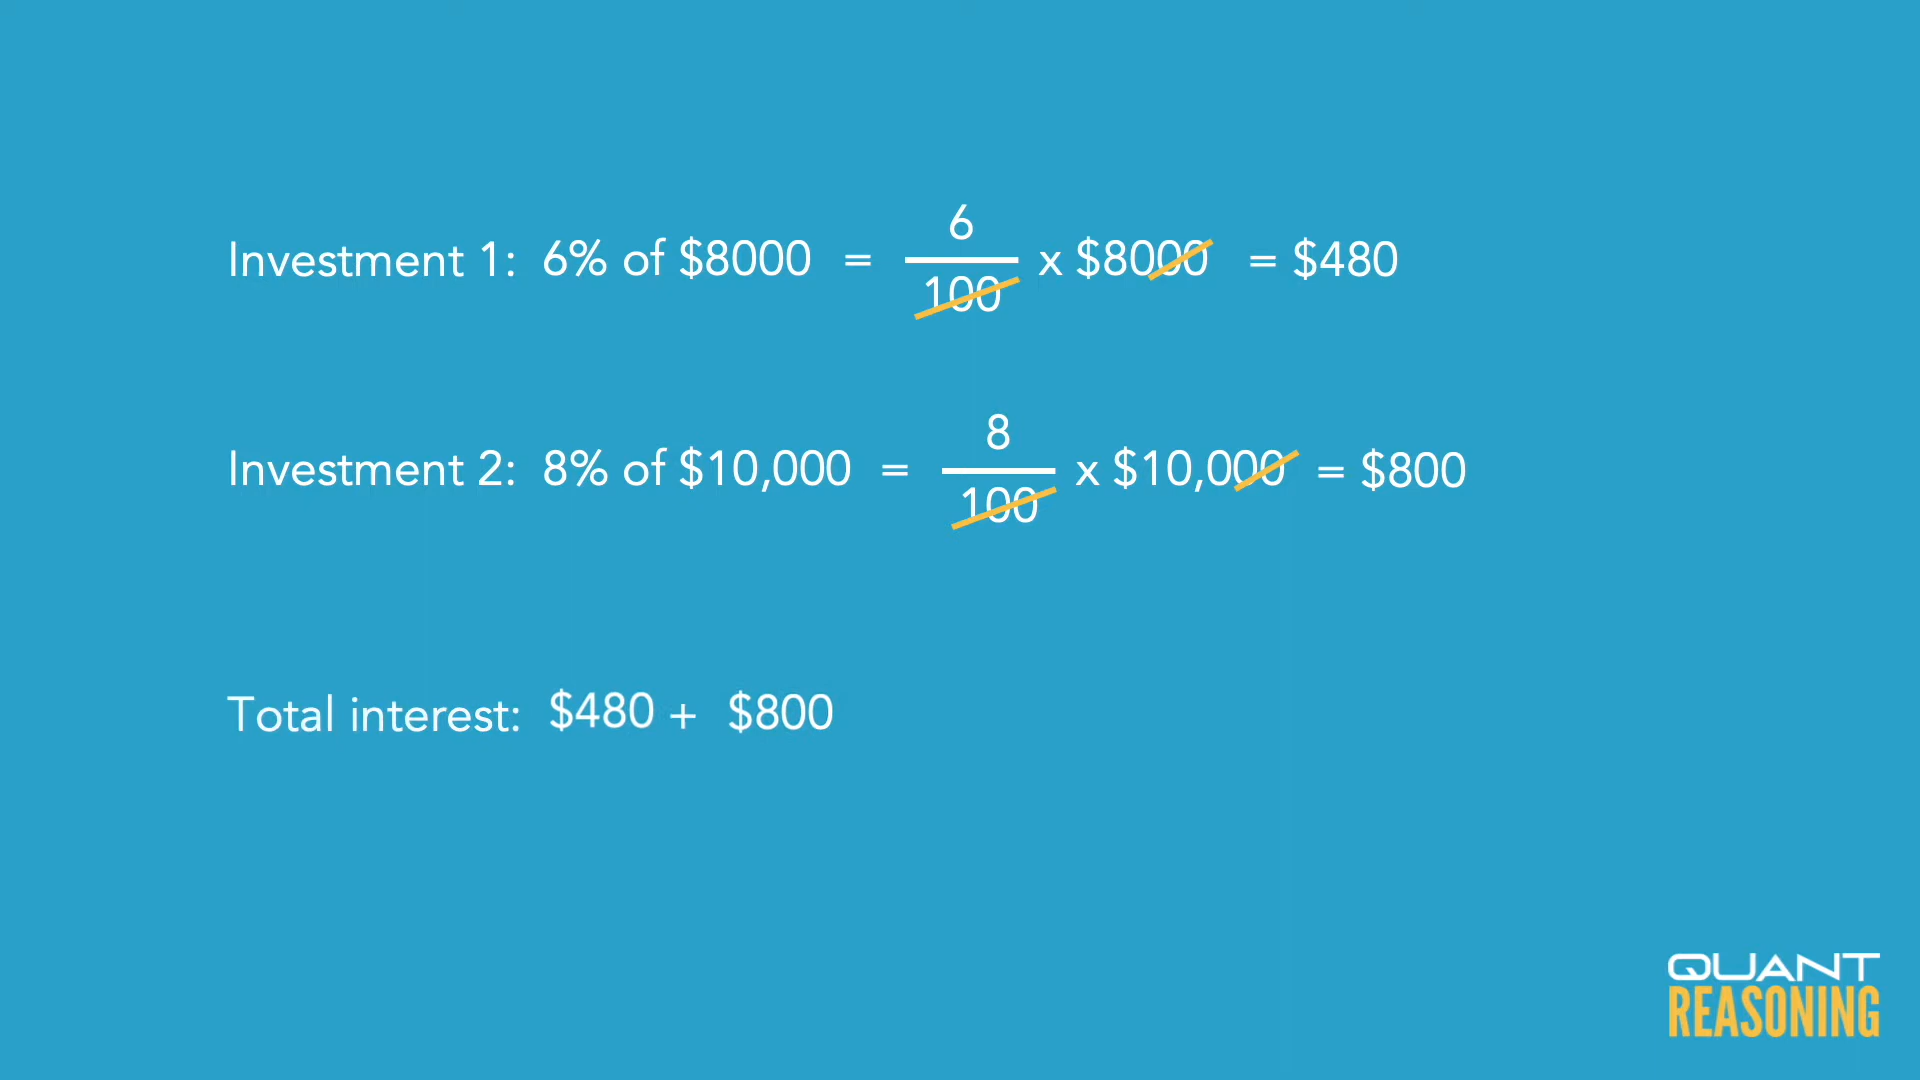 Investment 1: 6% of $8000 = 6/100 x $8000 = $480
Investment 2: 8% of $10,000 = 8/100 x $10,000 = $800
Total interest: $480 + $800
QUANT
REASONING